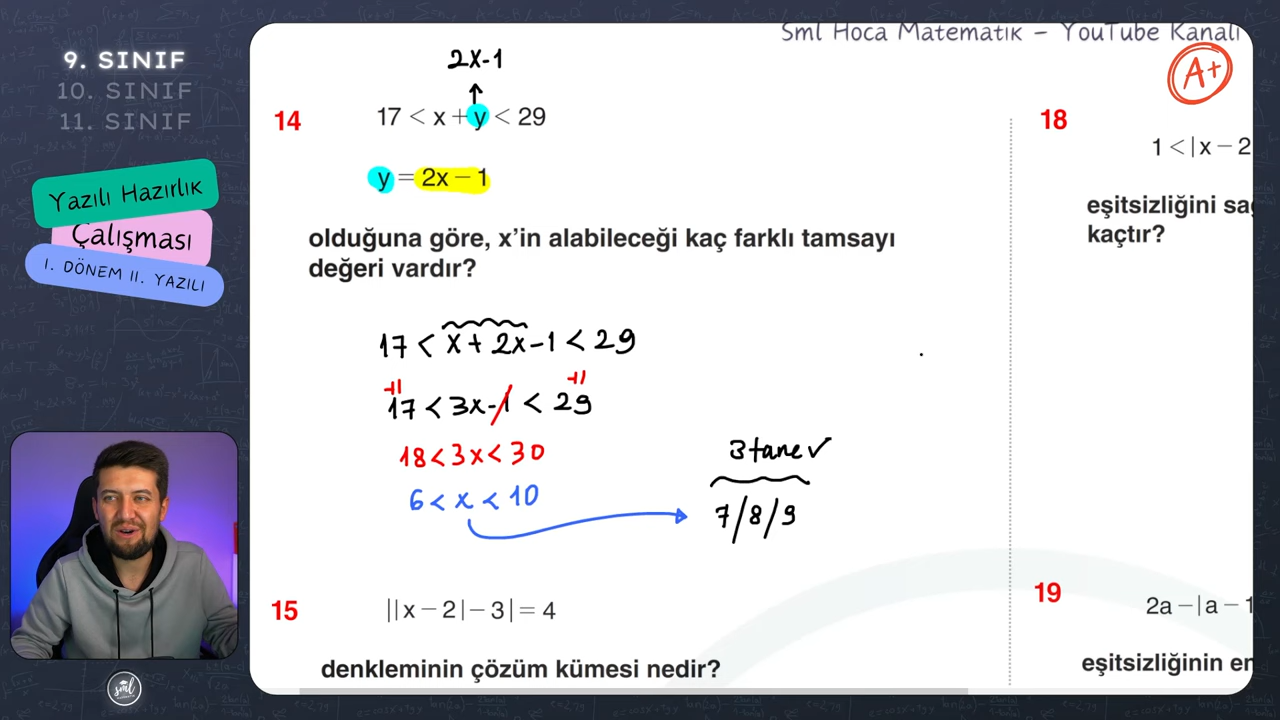 Sml Hoca Matematik – YouTube Kanalı
A+
9. SINIF
10. SINIF
11. SINIF
Yazılı Hazırlık
Çalışması
I. DÖNEM II. YAZILI
2x-1
14
17 < x + y < 29
y = 2x − 1
olduğuna göre, x’in alabileceği kaç farklı tamsayı
değeri vardır?
17 < x + 2x - 1 < 29
+1 +1
17 < 3x - 1 < 29
18 < 3x < 30
6 < x < 10
3 tane ✓
7/8/9
15
||x − 2| − 3| = 4
denkleminin çözüm kümesi nedir?
18
1 < |x − 2
eşitsizliğini sa
kaçtır?
19
2a − |a − 1
eşitsizliğinin en
sml